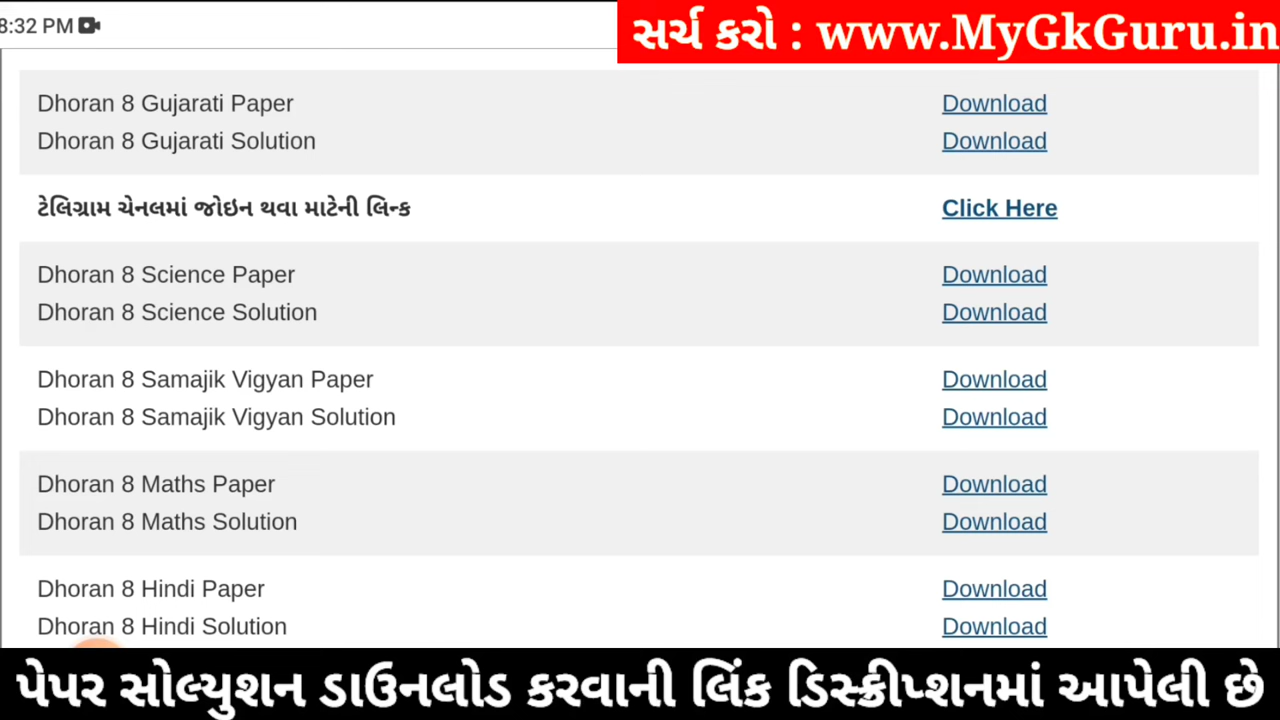 8:32 PM
સર્ચ કરો : www.MyGkGuru.in
Dhoran 8 Gujarati Paper Download
Dhoran 8 Gujarati Solution Download
ટેલિગ્રામ ચેનલમાં જોઇન થવા માટેની લિન્ક Click Here
Dhoran 8 Science Paper Download
Dhoran 8 Science Solution Download
Dhoran 8 Samajik Vigyan Paper Download
Dhoran 8 Samajik Vigyan Solution Download
Dhoran 8 Maths Paper Download
Dhoran 8 Maths Solution Download
Dhoran 8 Hindi Paper Download
Dhoran 8 Hindi Solution Download
પેપર સોલ્યુશન ડાઉનલોડ કરવાની લિંક ડિસ્ક્રીપ્શનમાં આપેલી છે